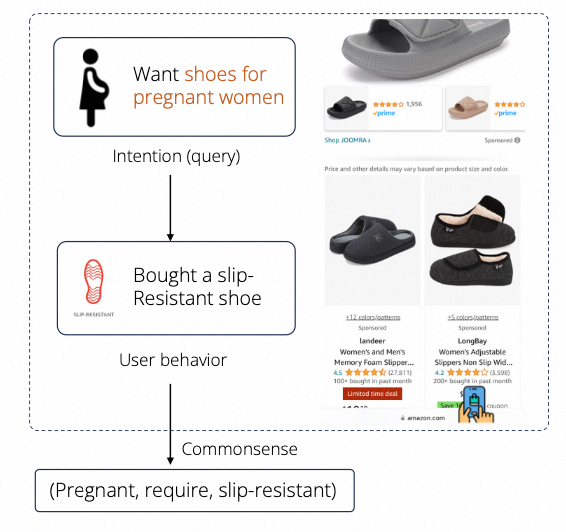 Want shoes for
pregnant women
Intention (query)
Bought a slip-
Resistant shoe
SLIP-RESISTANT
User behavior
Commonsense
(Pregnant, require, slip-resistant)
1,956
prime
prime
Shop JOOMRA ›
Sponsored
Price and other details may vary based on product size and color.
+12 colors/patterns
Sponsored
landeer
Women's and Men's
Memory Foam Slipper...
4.5 (27,811)
100+ bought in past month
Limited time deal
+5 colors/patterns
Sponsored
LongBay
Women's Adjustable
Slippers Non Slip Wid...
4.2 (3,598)
200+ bought in past month
Save coupon
amazon.com